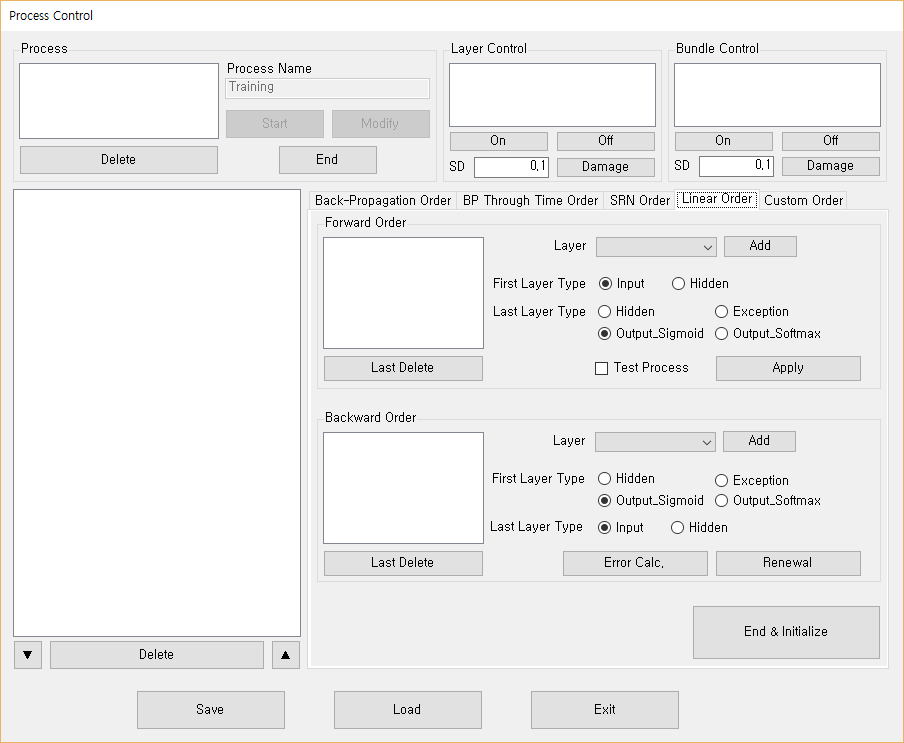 Process Control
Process
Process Name
Training
Start
Modify
Delete
End
Layer Control
On
Off
SD
0,1
Damage
Bundle Control
On
Off
SD
0,1
Damage
Back-Propagation Order
BP Through Time Order
SRN Order
Linear Order
Custom Order
Forward Order
Layer
Add
First Layer Type
Input
Hidden
Last Layer Type
Hidden
Exception
Output_Sigmoid
Output_Softmax
Last Delete
Test Process
Apply
Backward Order
Layer
Add
First Layer Type
Hidden
Exception
Output_Sigmoid
Output_Softmax
Last Layer Type
Input
Hidden
Last Delete
Error Calc,
Renewal
End & Initialize
▼
Delete
▲
Save
Load
Exit